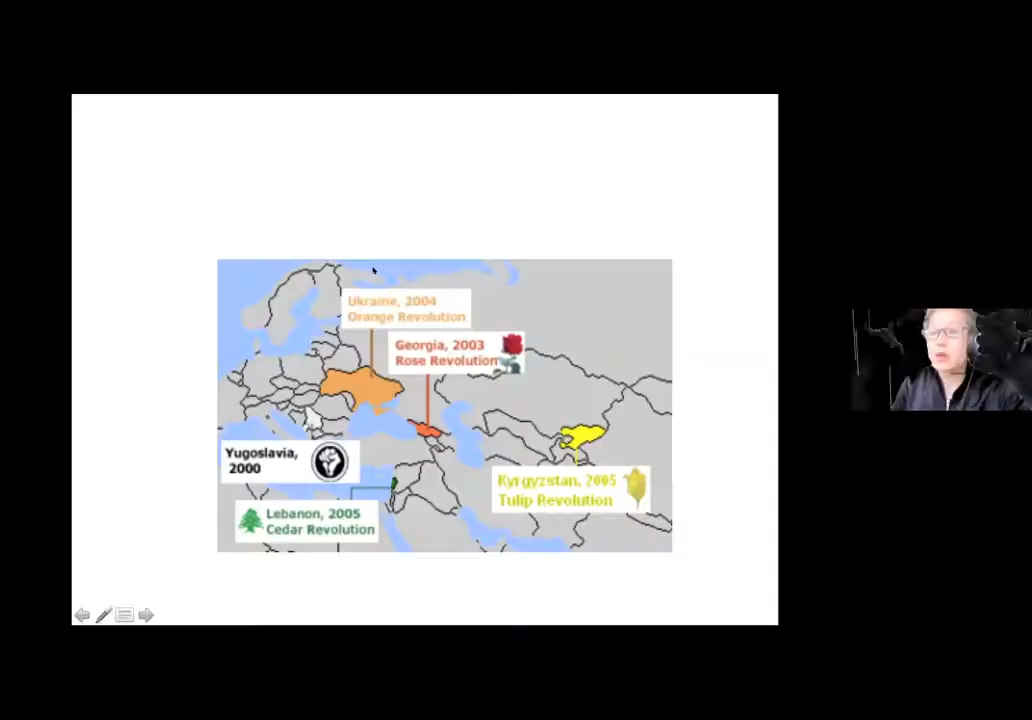 Ukraine, 2004
Orange Revolution
Georgia, 2003
Rose Revolution
Yugoslavia,
2000
Kyrgyzstan, 2005
Tulip Revolution
Lebanon, 2005
Cedar Revolution